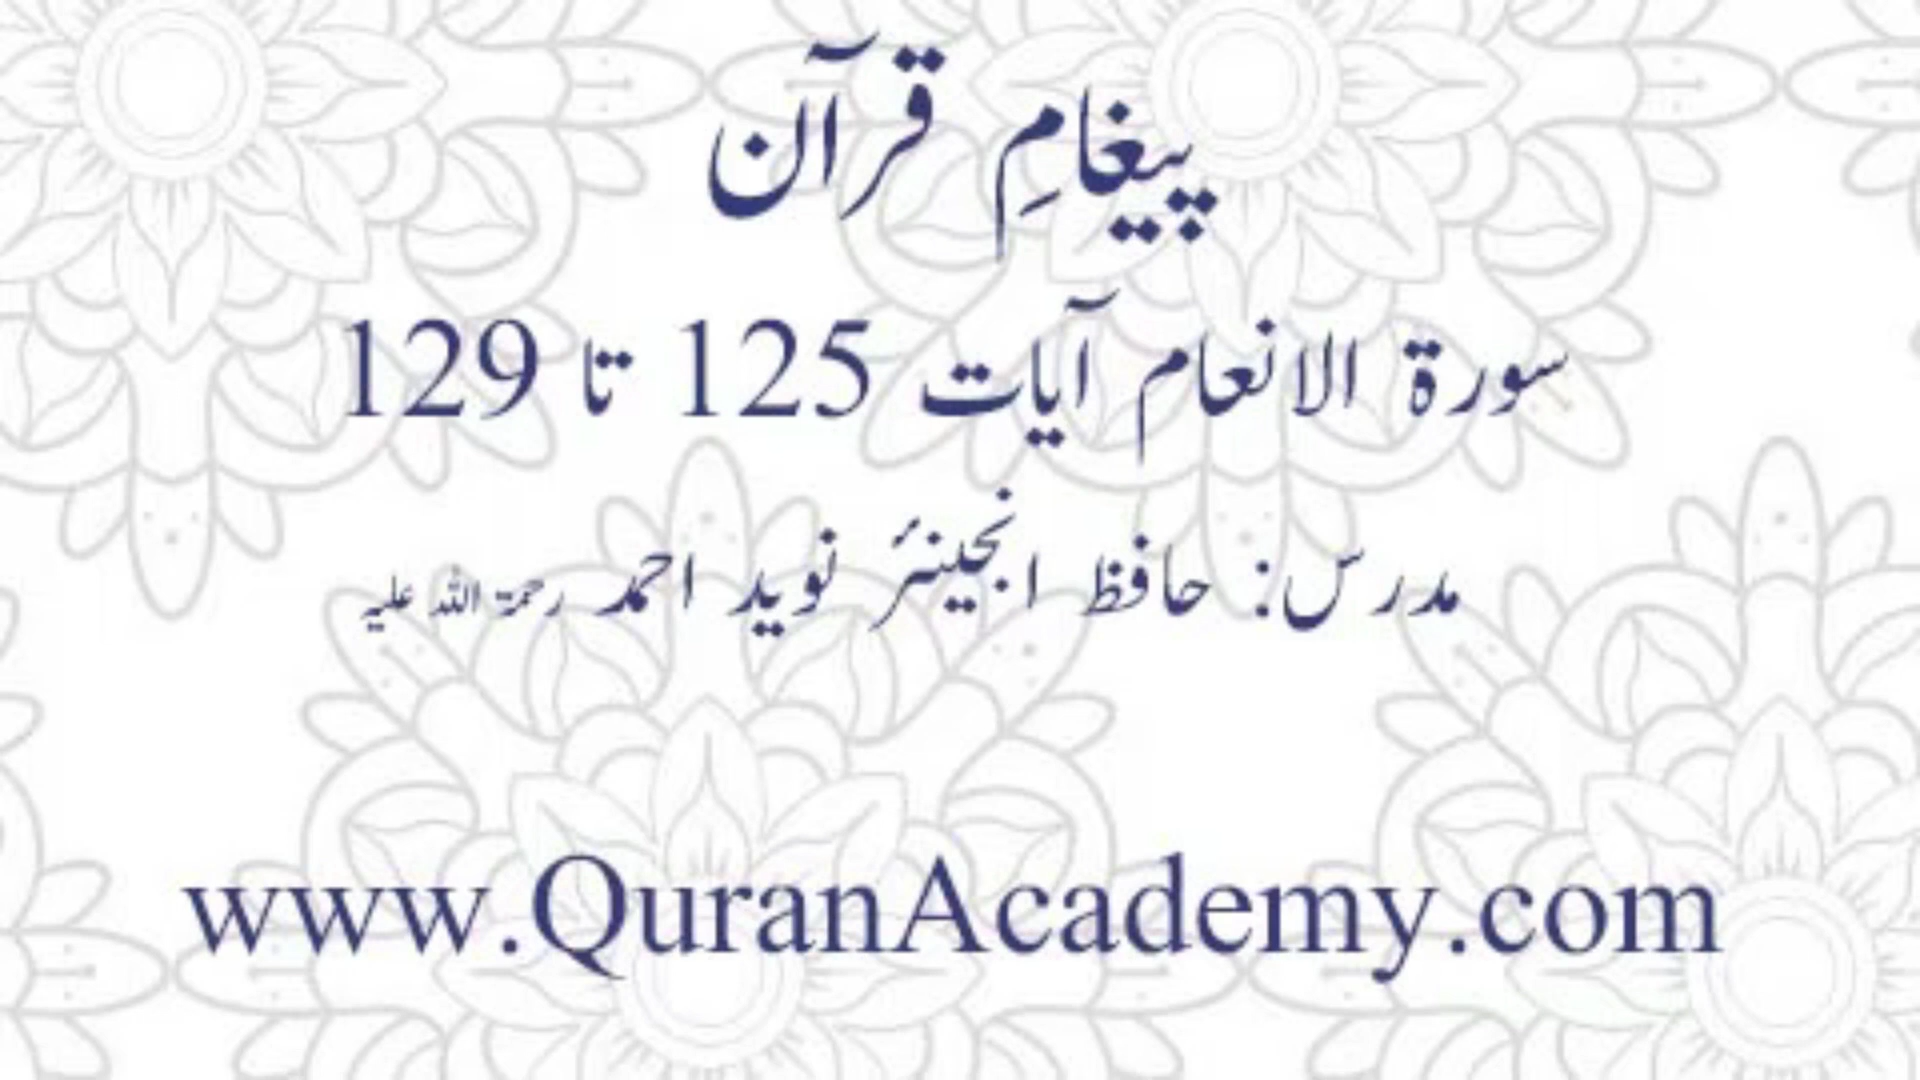 پیغامِ قرآن
سورۃ الانعام آیات 125 تا 129
مدرس: حافظ انجینئر نوید احمد رحمۃ اللہ علیہ
www.QuranAcademy.com